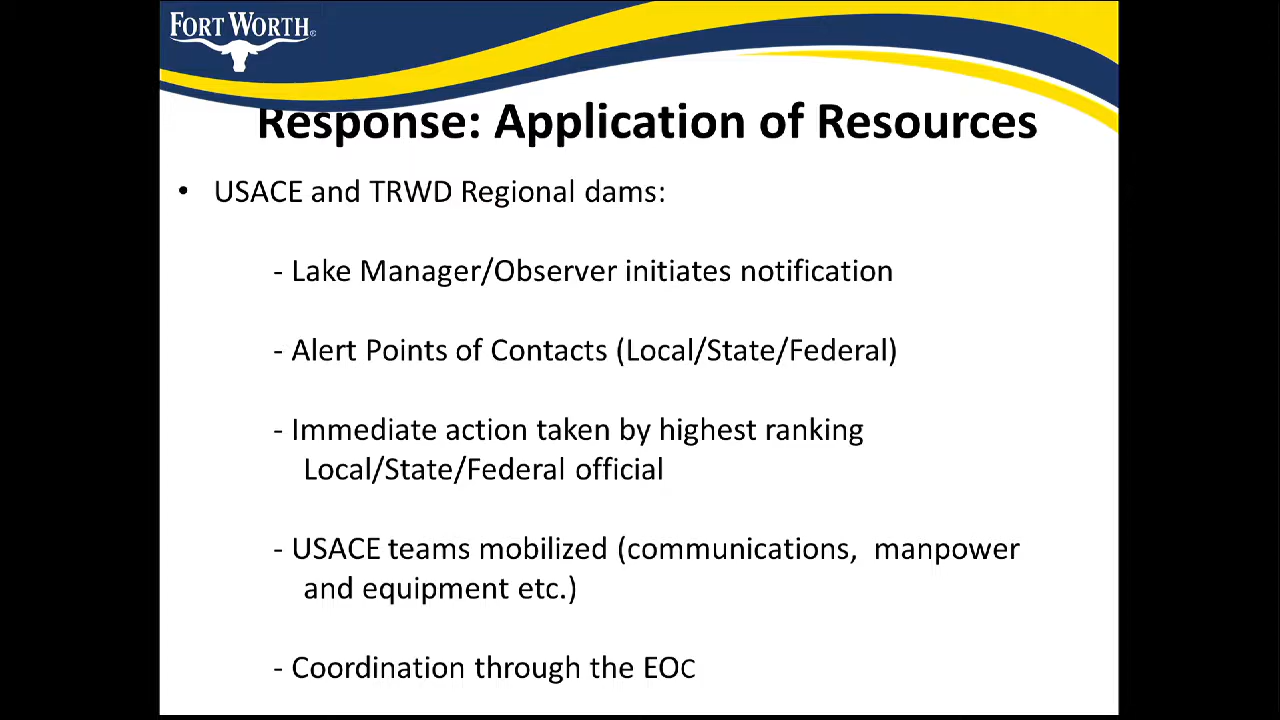 FORT WORTH®
Response: Application of Resources
• USACE and TRWD Regional dams:
- Lake Manager/Observer initiates notification
- Alert Points of Contacts (Local/State/Federal)
- Immediate action taken by highest ranking
Local/State/Federal official
- USACE teams mobilized (communications,  manpower
and equipment etc.)
- Coordination through the EOC